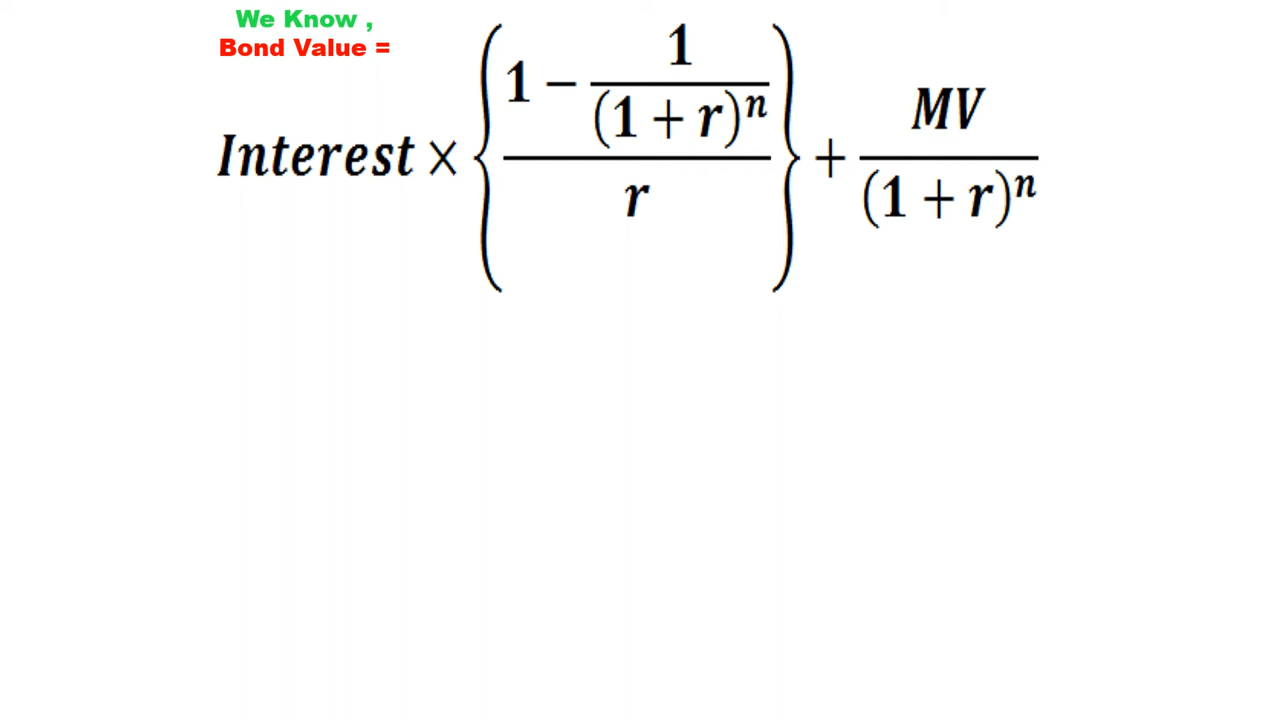 We Know ,
Bond Value =
Interest × { (1 − 1/(1 + r)^n) / r } + MV/(1 + r)^n